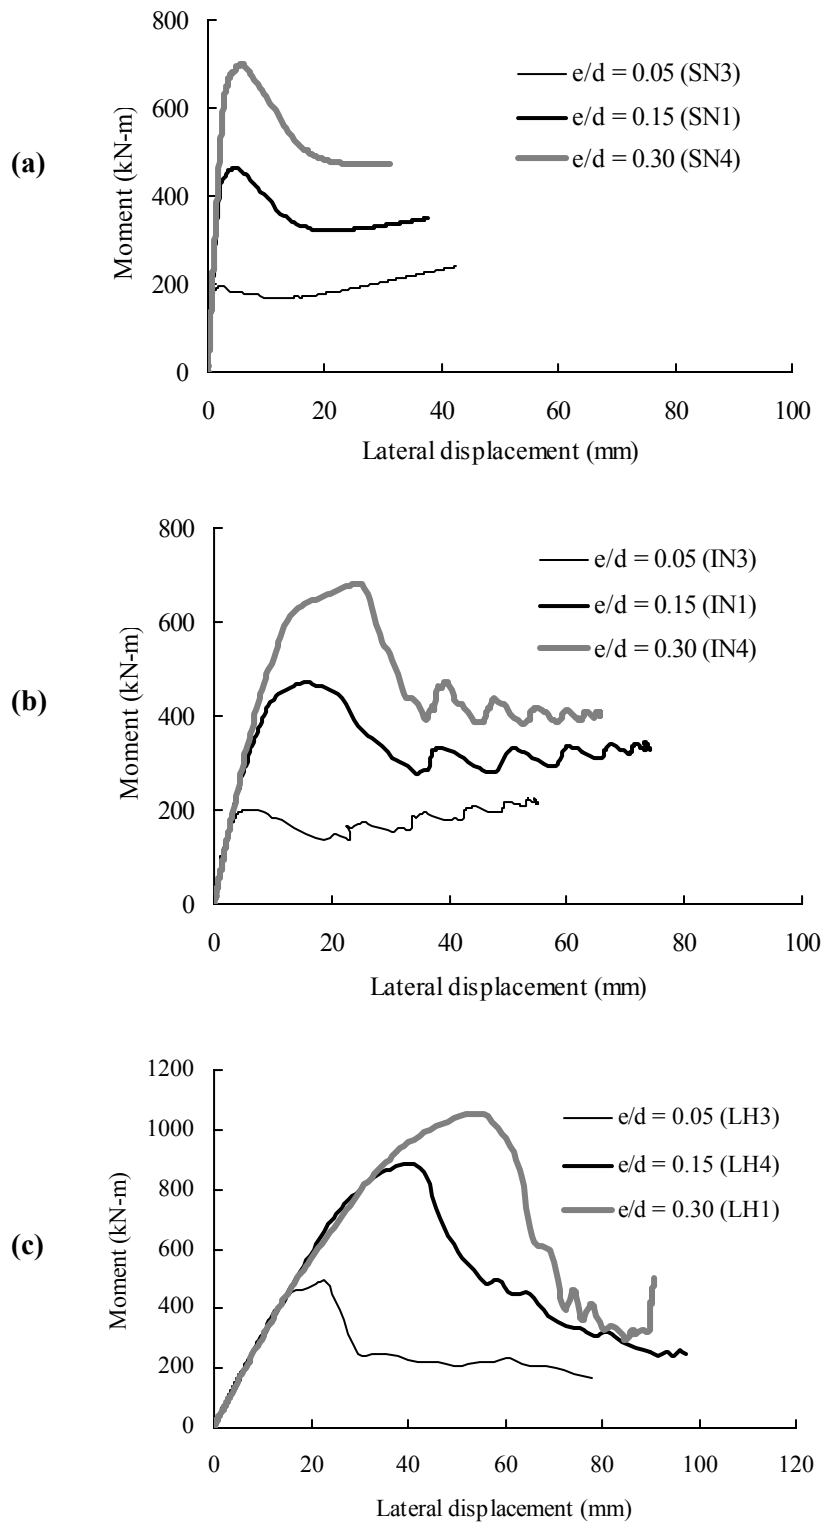 (a)
Moment (kN-m)
800
600
400
200
0
0 20 40 60 80 100
Lateral displacement (mm)
e/d = 0.05 (SN3)
e/d = 0.15 (SN1)
e/d = 0.30 (SN4)
(b)
Moment (kN-m)
800
600
400
200
0
0 20 40 60 80 100
Lateral displacement (mm)
e/d = 0.05 (IN3)
e/d = 0.15 (IN1)
e/d = 0.30 (IN4)
(c)
Moment (kN-m)
1200
1000
800
600
400
200
0
0 20 40 60 80 100 120
Lateral displacement (mm)
e/d = 0.05 (LH3)
e/d = 0.15 (LH4)
e/d = 0.30 (LH1)